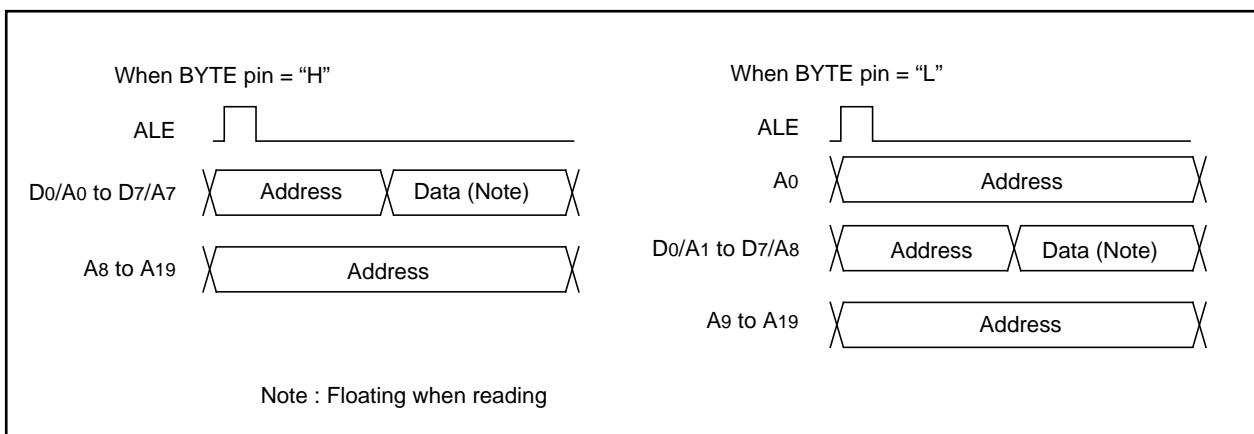 When BYTE pin = “H”
ALE
D0/A0 to D7/A7
Address
Data (Note)
A8 to A19
Address
Note : Floating when reading
When BYTE pin = “L”
ALE
A0
Address
D0/A1 to D7/A8
Address
Data (Note)
A9 to A19
Address